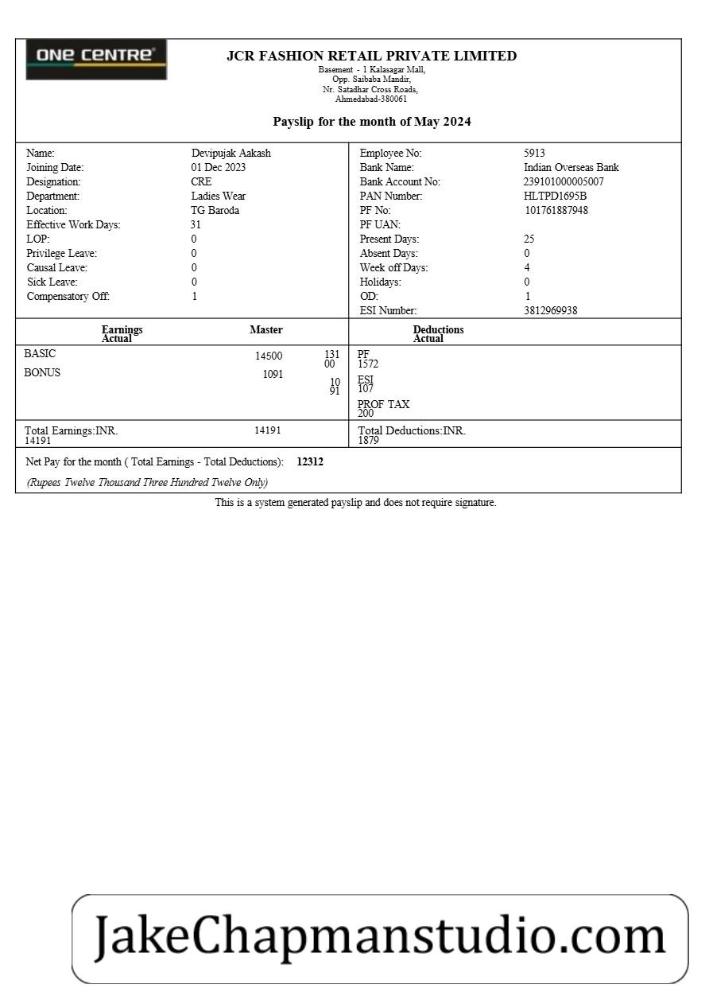 ONE CENTRE
JCR FASHION RETAIL PRIVATE LIMITED
Basement - 1 Kalasagar Mall,
Opp. Saibaba Mandir,
Nr. Satadhar Cross Roads,
Ahmedabad-380061
Payslip for the month of May 2024
Name: Devipujak Aakash Employee No: 5913
Joining Date: 01 Dec 2023 Bank Name: Indian Overseas Bank
Designation: CRE Bank Account No: 239101000005007
Department: Ladies Wear PAN Number: HLTPD1695B
Location: TG Baroda PF No: 101761887948
Effective Work Days: 31 PF UAN:
LOP: 0 Present Days: 25
Privilege Leave: 0 Absent Days: 0
Causal Leave: 0 Week off Days: 4
Sick Leave: 0 Holidays: 0
Compensatory Off: 1 OD: 1
ESI Number: 3812969938
Earnings Master Deductions
Actual Actual
BASIC 14500 131 PF
00 1572
BONUS 1091 10 ESI
91 107
PROF TAX
200
Total Earnings:INR. 14191 Total Deductions:INR.
14191 1879
Net Pay for the month ( Total Earnings - Total Deductions): 12312
(Rupees Twelve Thousand Three Hundred Twelve Only)
This is a system generated payslip and does not require signature.
JakeChapmanstudio.com